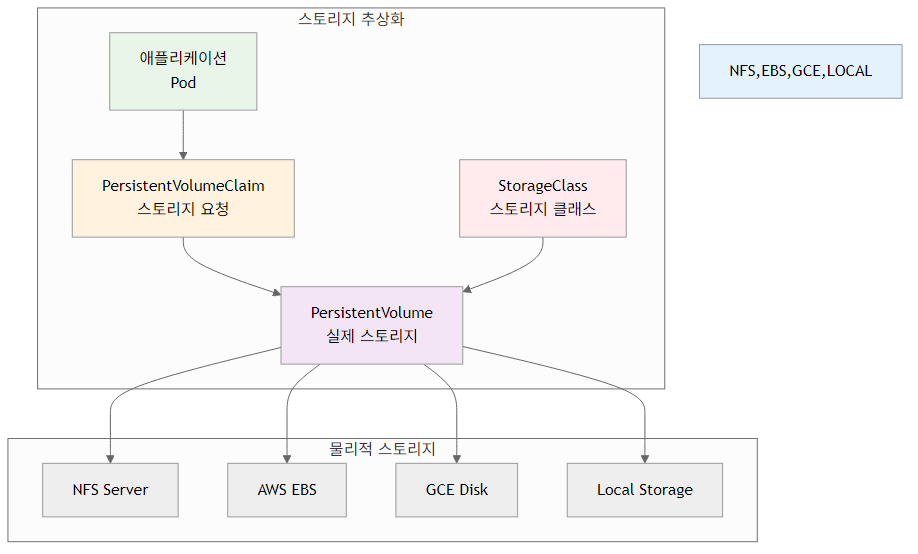 스토리지 추상화
애플리케이션
Pod
NFS,EBS,GCE,LOCAL
PersistentVolumeClaim
스토리지 요청
StorageClass
스토리지 클래스
PersistentVolume
실제 스토리지
물리적 스토리지
NFS Server
AWS EBS
GCE Disk
Local Storage